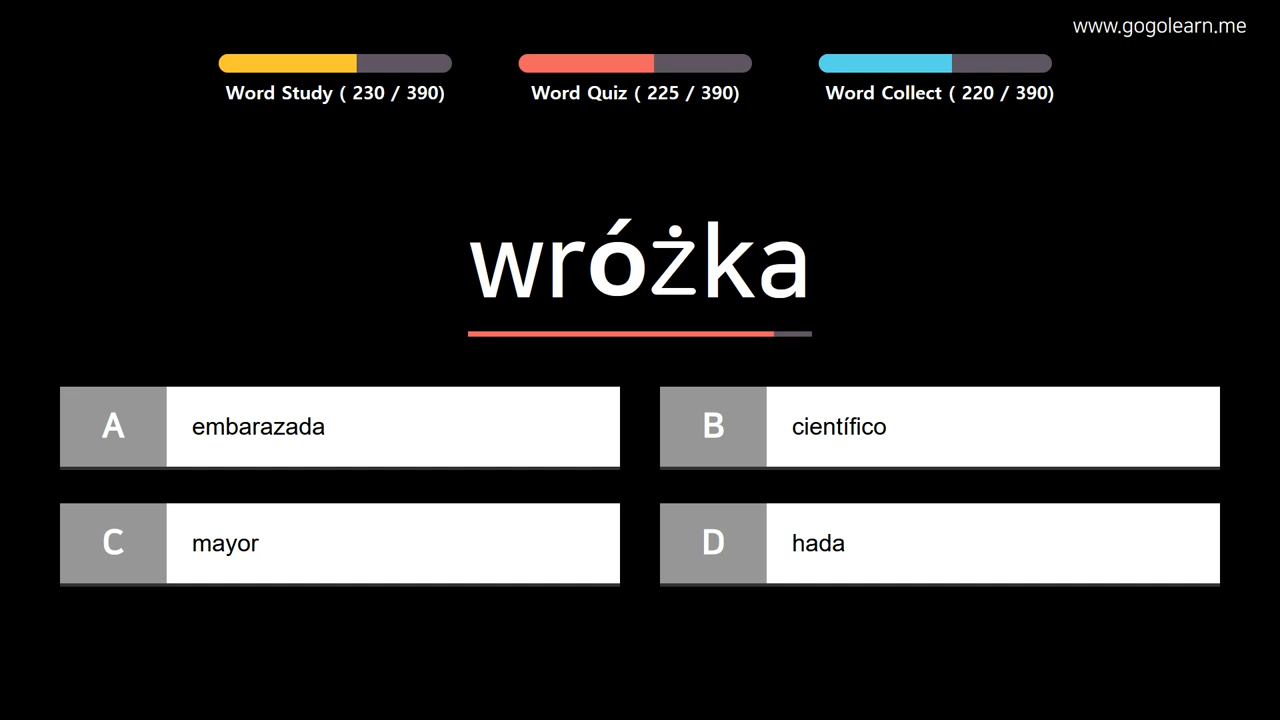 www.gogolearn.me
Word Study ( 230 / 390)
Word Quiz ( 225 / 390)
Word Collect ( 220 / 390)
wróżka
A embarazada
B científico
C mayor
D hada